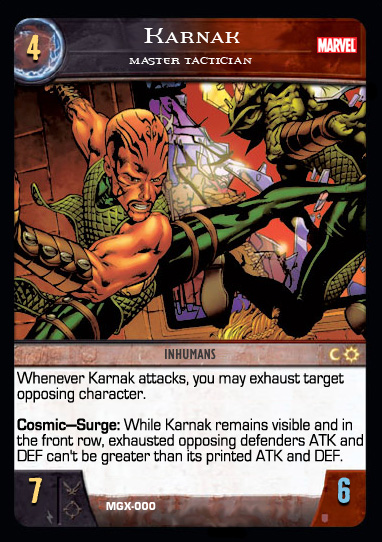 4
Karnak
MARVEL
MASTER TACTICIAN
INHUMANS
Whenever Karnak attacks, you may exhaust target
opposing character.
Cosmic—Surge: While Karnak remains visible and in
the front row, exhausted opposing defenders ATK and
DEF can't be greater than its printed ATK and DEF.
7
MGX-000
6